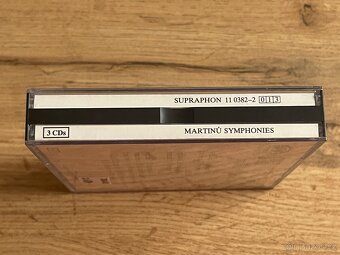 SUPRAPHON 11 0382-2 0113
3 CDs MARTINŮ SYMPHONIES